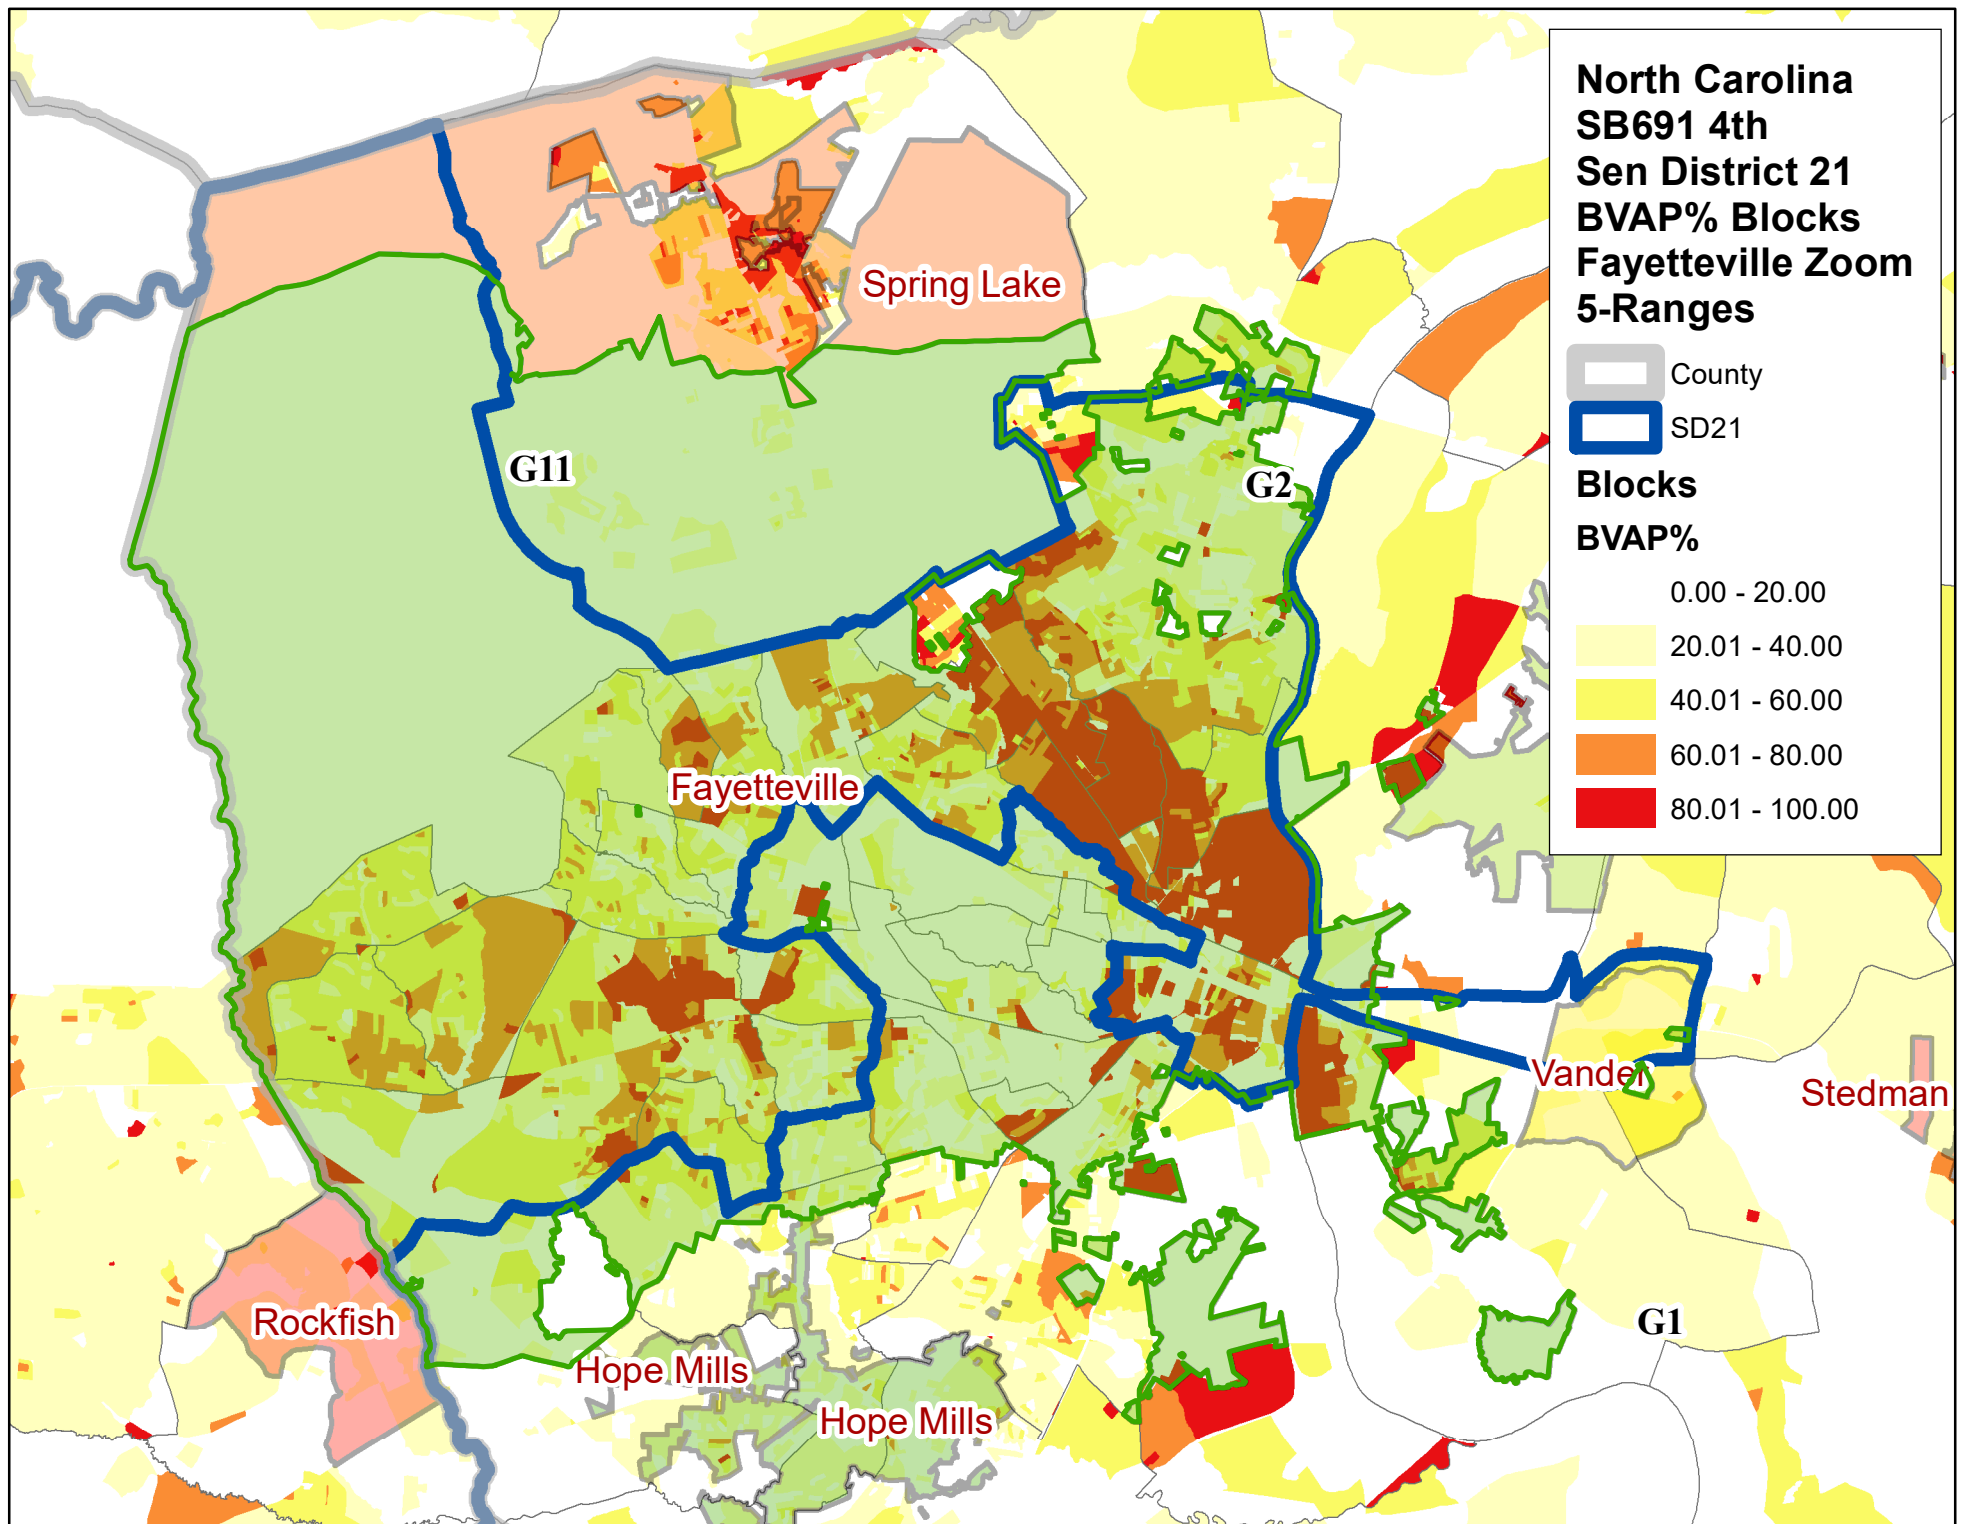 North Carolina
SB691 4th
Sen District 21
BVAP% Blocks
Fayetteville Zoom
5-Ranges
County
SD21
Blocks
BVAP%
0.00 - 20.00
20.01 - 40.00
40.01 - 60.00
60.01 - 80.00
80.01 - 100.00
Spring Lake
G11
G2
Fayetteville
Vander
Stedman
Rockfish
G1
Hope Mills
Hope Mills